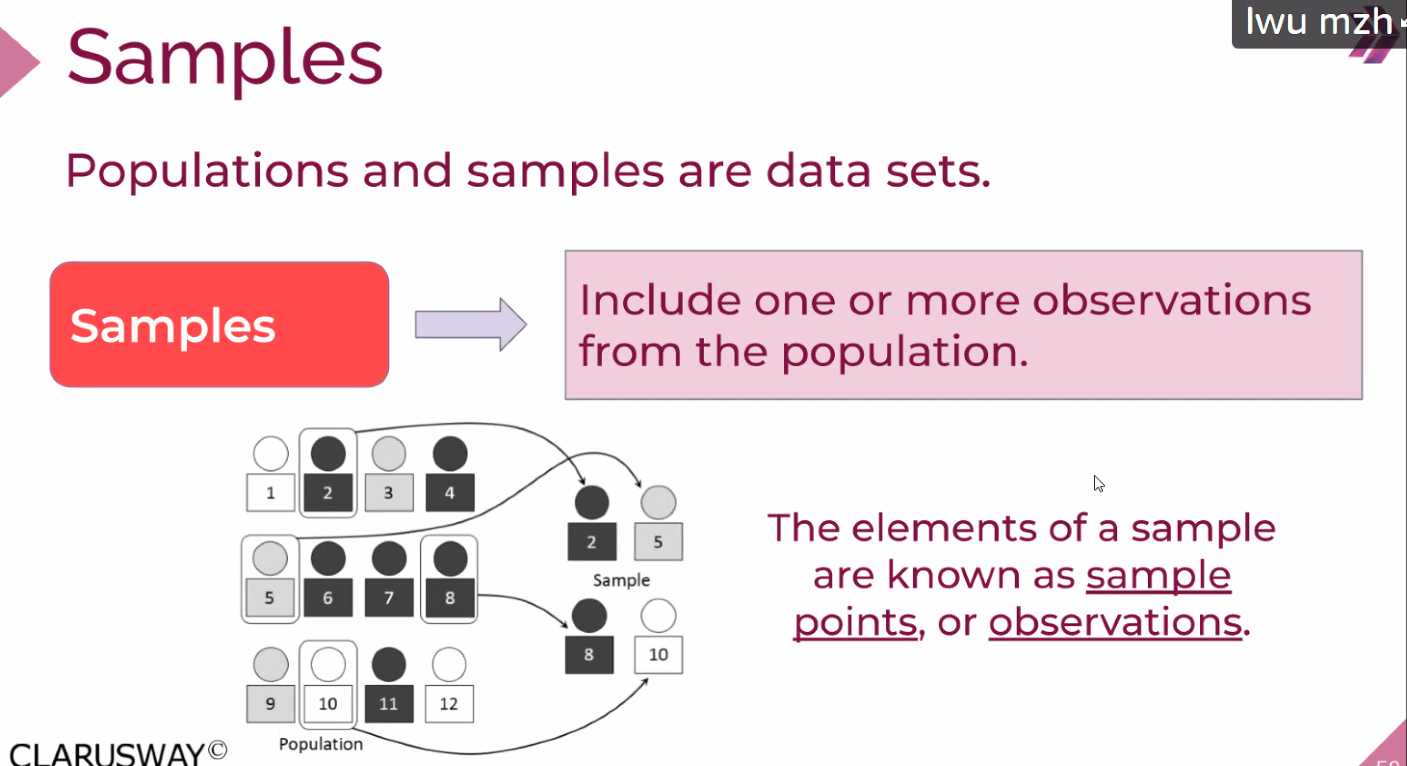 lwu mzh
Samples
Populations and samples are data sets.
Samples
Include one or more observations
from the population.
1 2 3 4
5 6 7 8
9 10 11 12
Population
2 5
Sample
8 10
The elements of a sample
are known as sample
points, or observations.
CLARUSWAY©